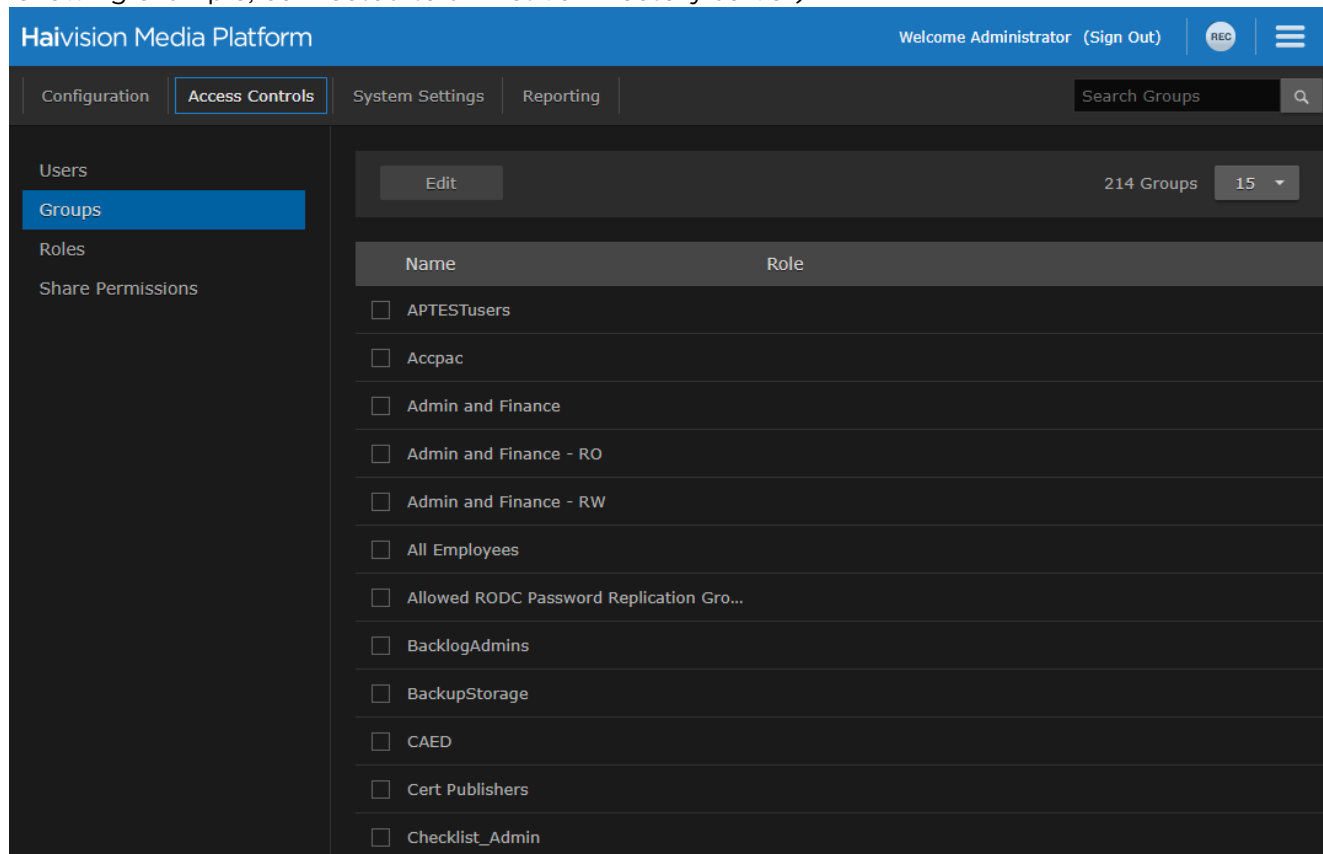 Haivision Media Platform
Welcome Administrator (Sign Out)
REC
Configuration
Access Controls
System Settings
Reporting
Search Groups
Users
Groups
Roles
Share Permissions
Edit
214 Groups
15
Name Role
APTESTusers
Accpac
Admin and Finance
Admin and Finance - RO
Admin and Finance - RW
All Employees
Allowed RODC Password Replication Gro...
BacklogAdmins
BackupStorage
CAED
Cert Publishers
Checklist_Admin